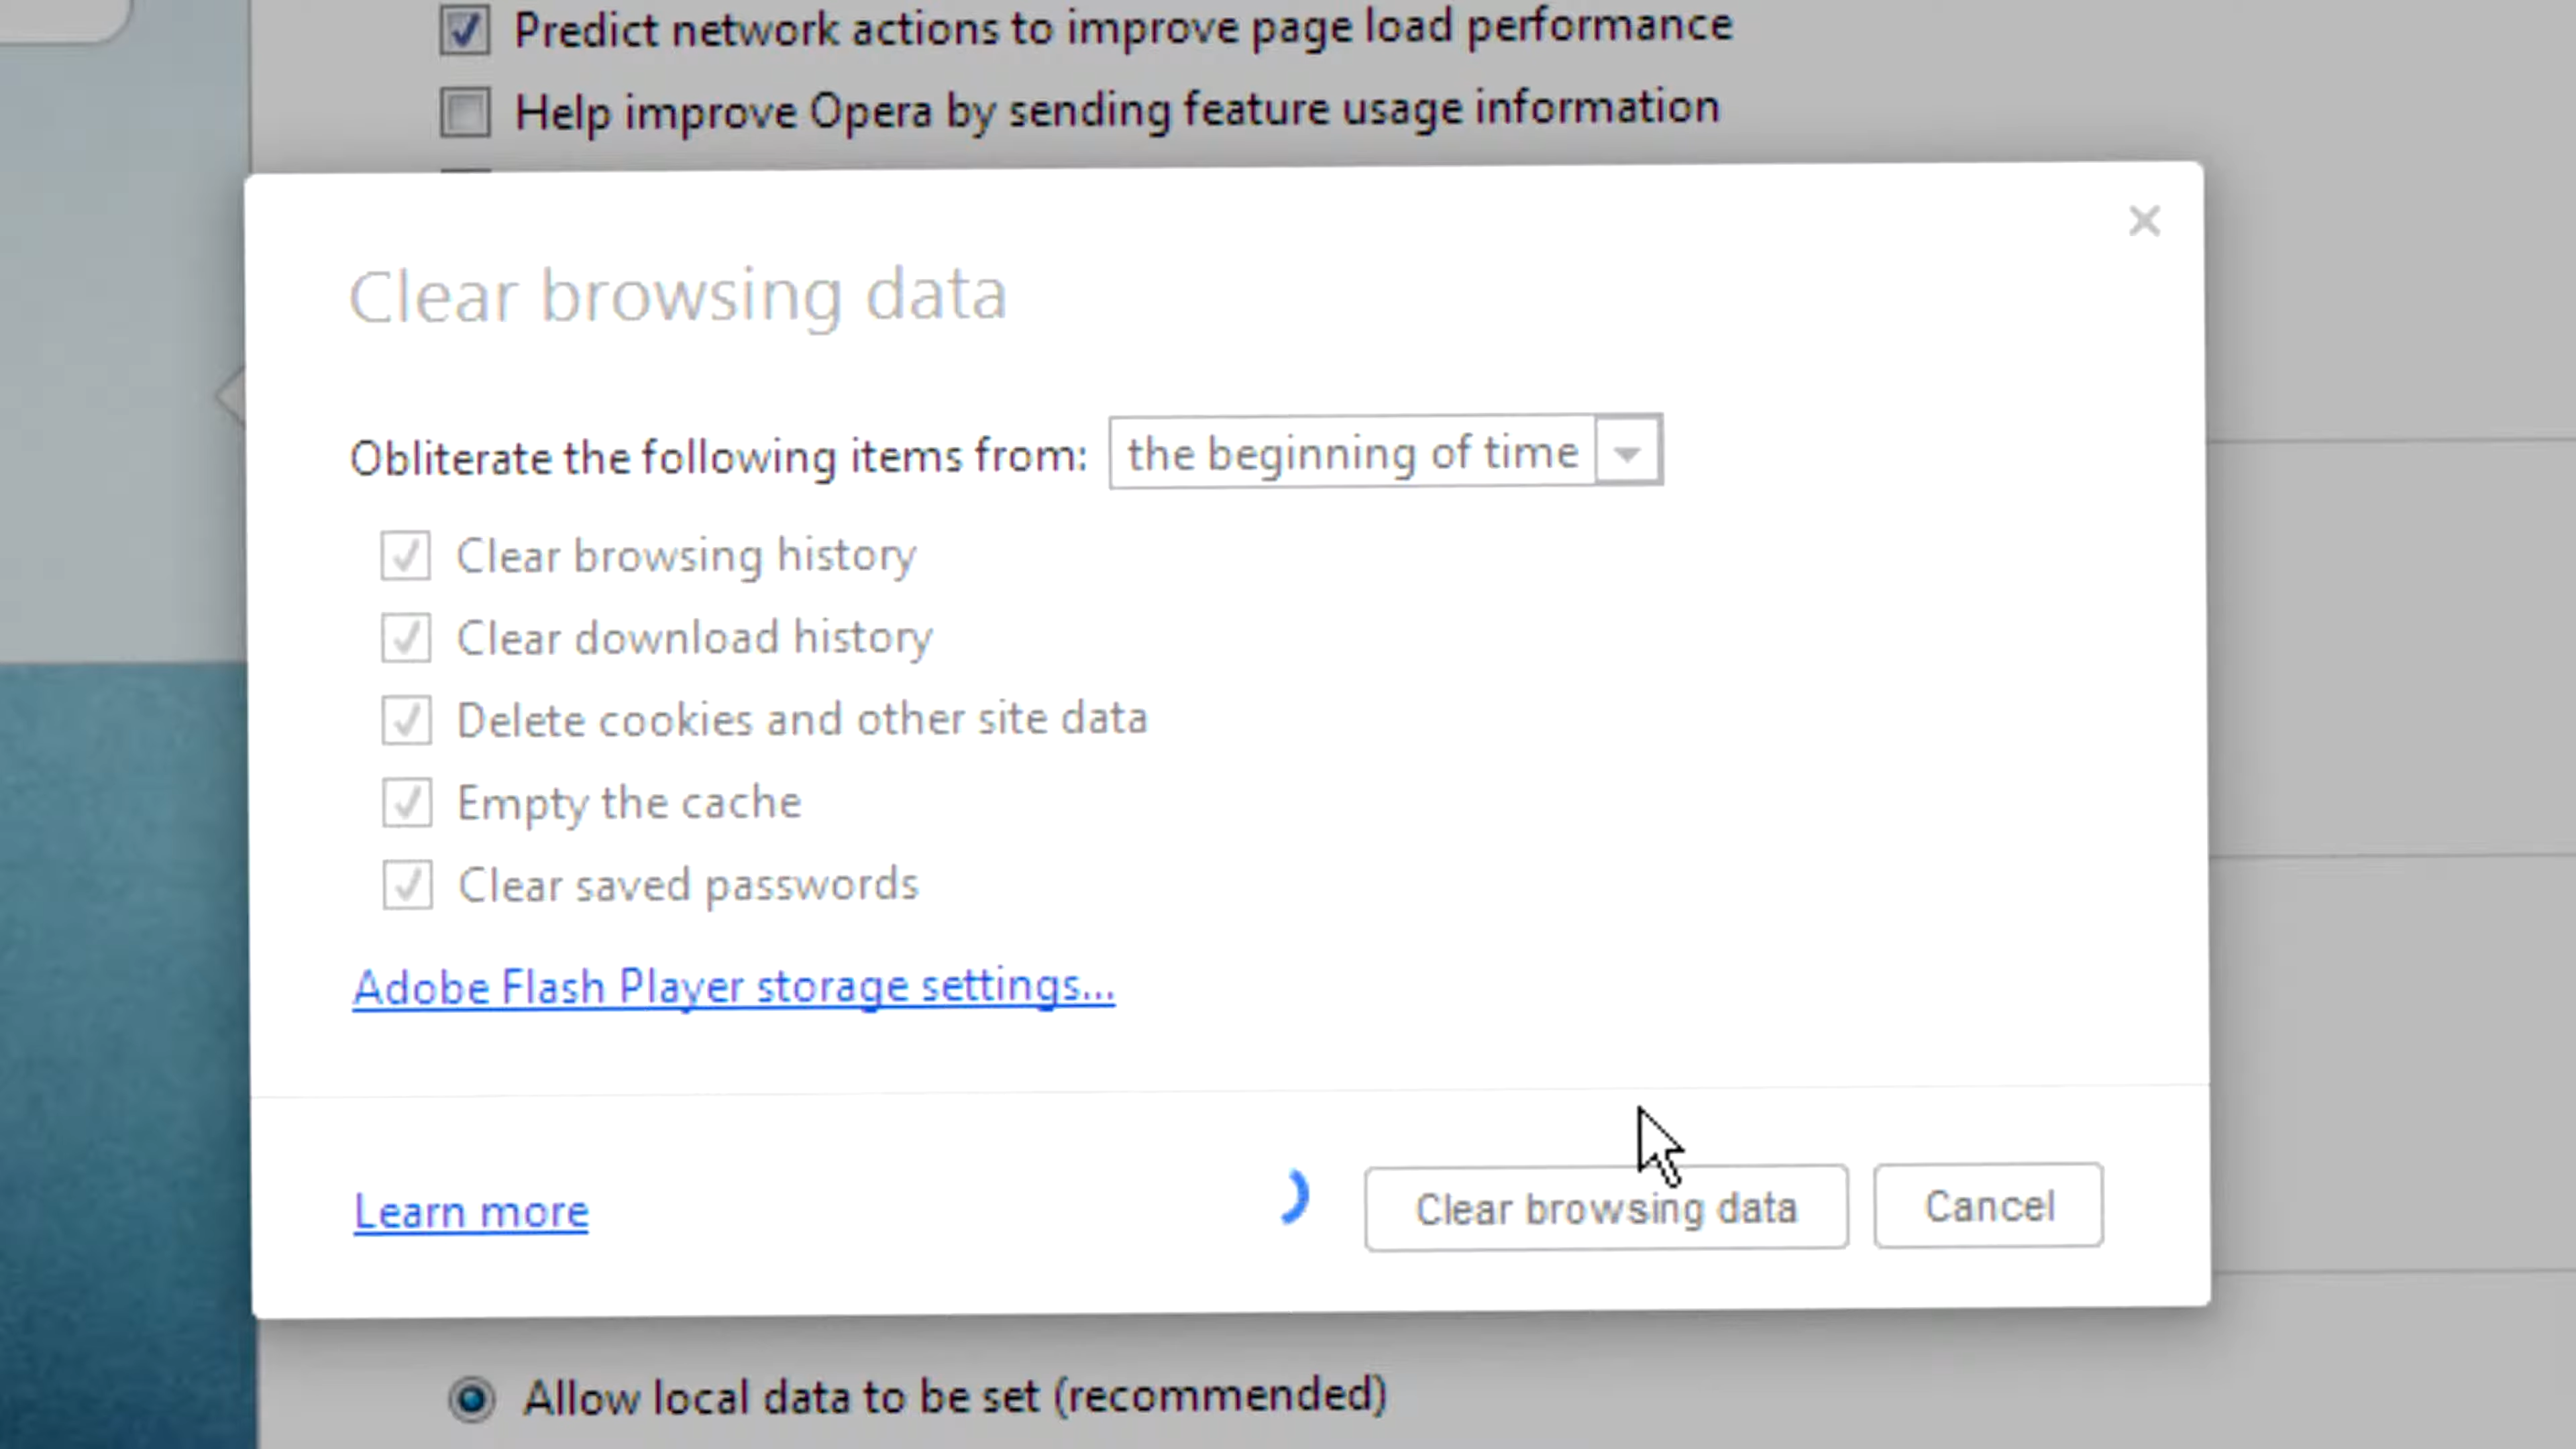 Predict network actions to improve page load performance
Help improve Opera by sending feature usage information
Clear browsing data
Obliterate the following items from: the beginning of time
Clear browsing history
Clear download history
Delete cookies and other site data
Empty the cache
Clear saved passwords
Adobe Flash Player storage settings...
Learn more
Clear browsing data
Cancel
Allow local data to be set (recommended)